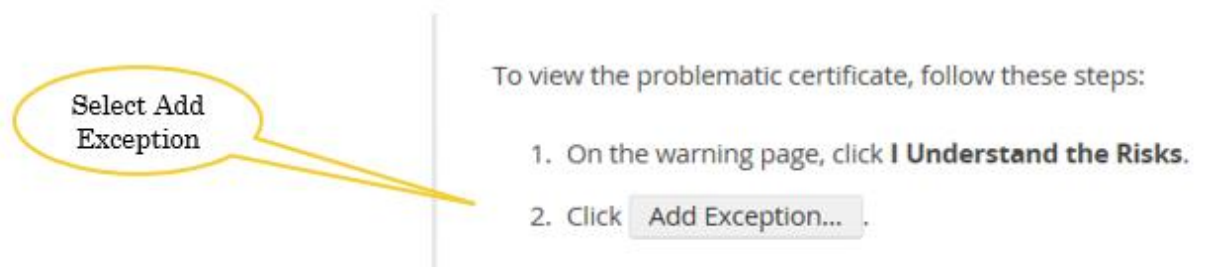 Select Add
Exception
To view the problematic certificate, follow these steps:
1. On the warning page, click I Understand the Risks.
2. Click Add Exception... .